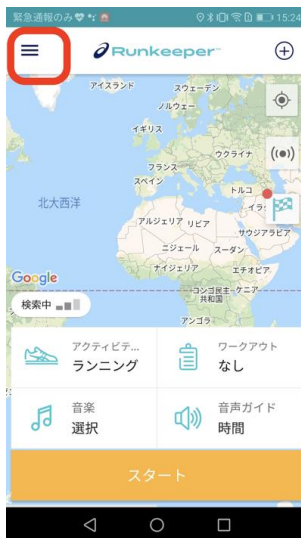 緊急通報のみ 15:24
Runkeeper
アイスランド
スウェーデン
ノルウェー
イギリス
ウクライナ
フランス
スペイン
トルコ
北大西洋
イラ
アルジェリア リビア
サウジアラビア
ニジェール スーダン
ナイジェリア エチオピア
Google
コンゴ民主共和国
ケニア
検索中
アンゴラ
アクティビテ...
ランニング
ワークアウト
なし
音楽
選択
音声ガイド
時間
スタート